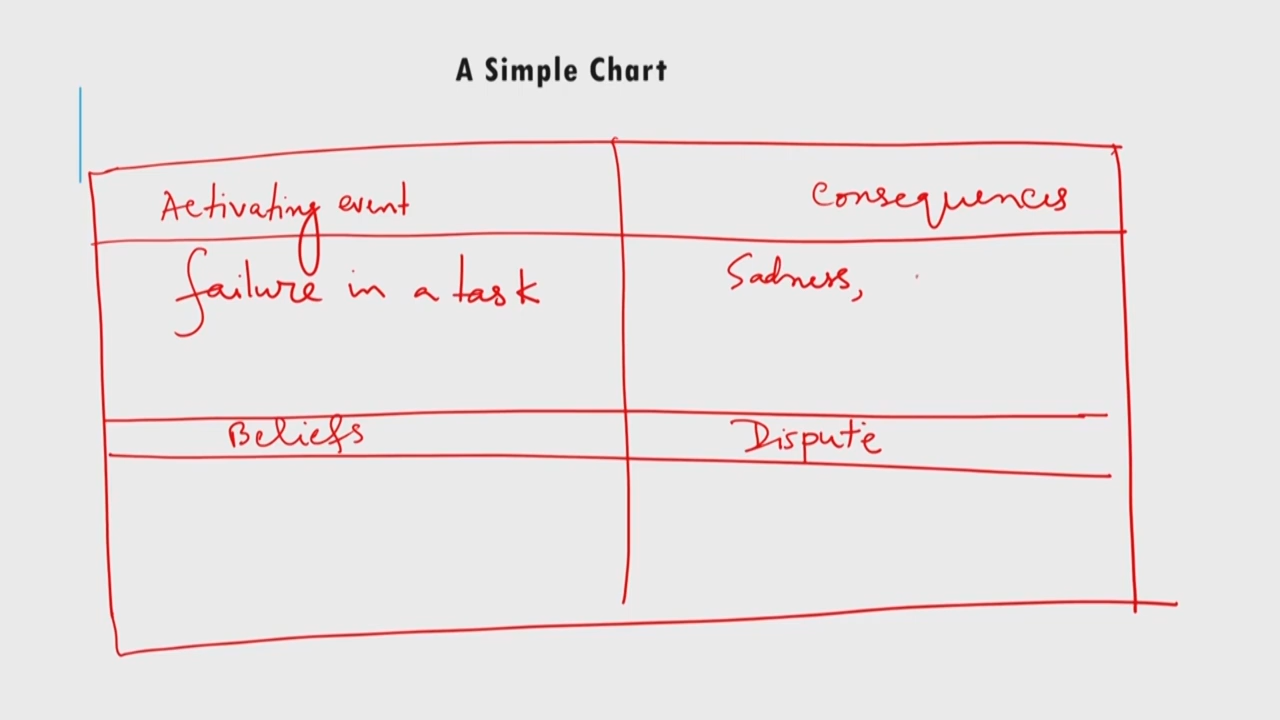 A Simple Chart
Activating event
Consequences
failure in a task
Sadness,
Beliefs
Dispute